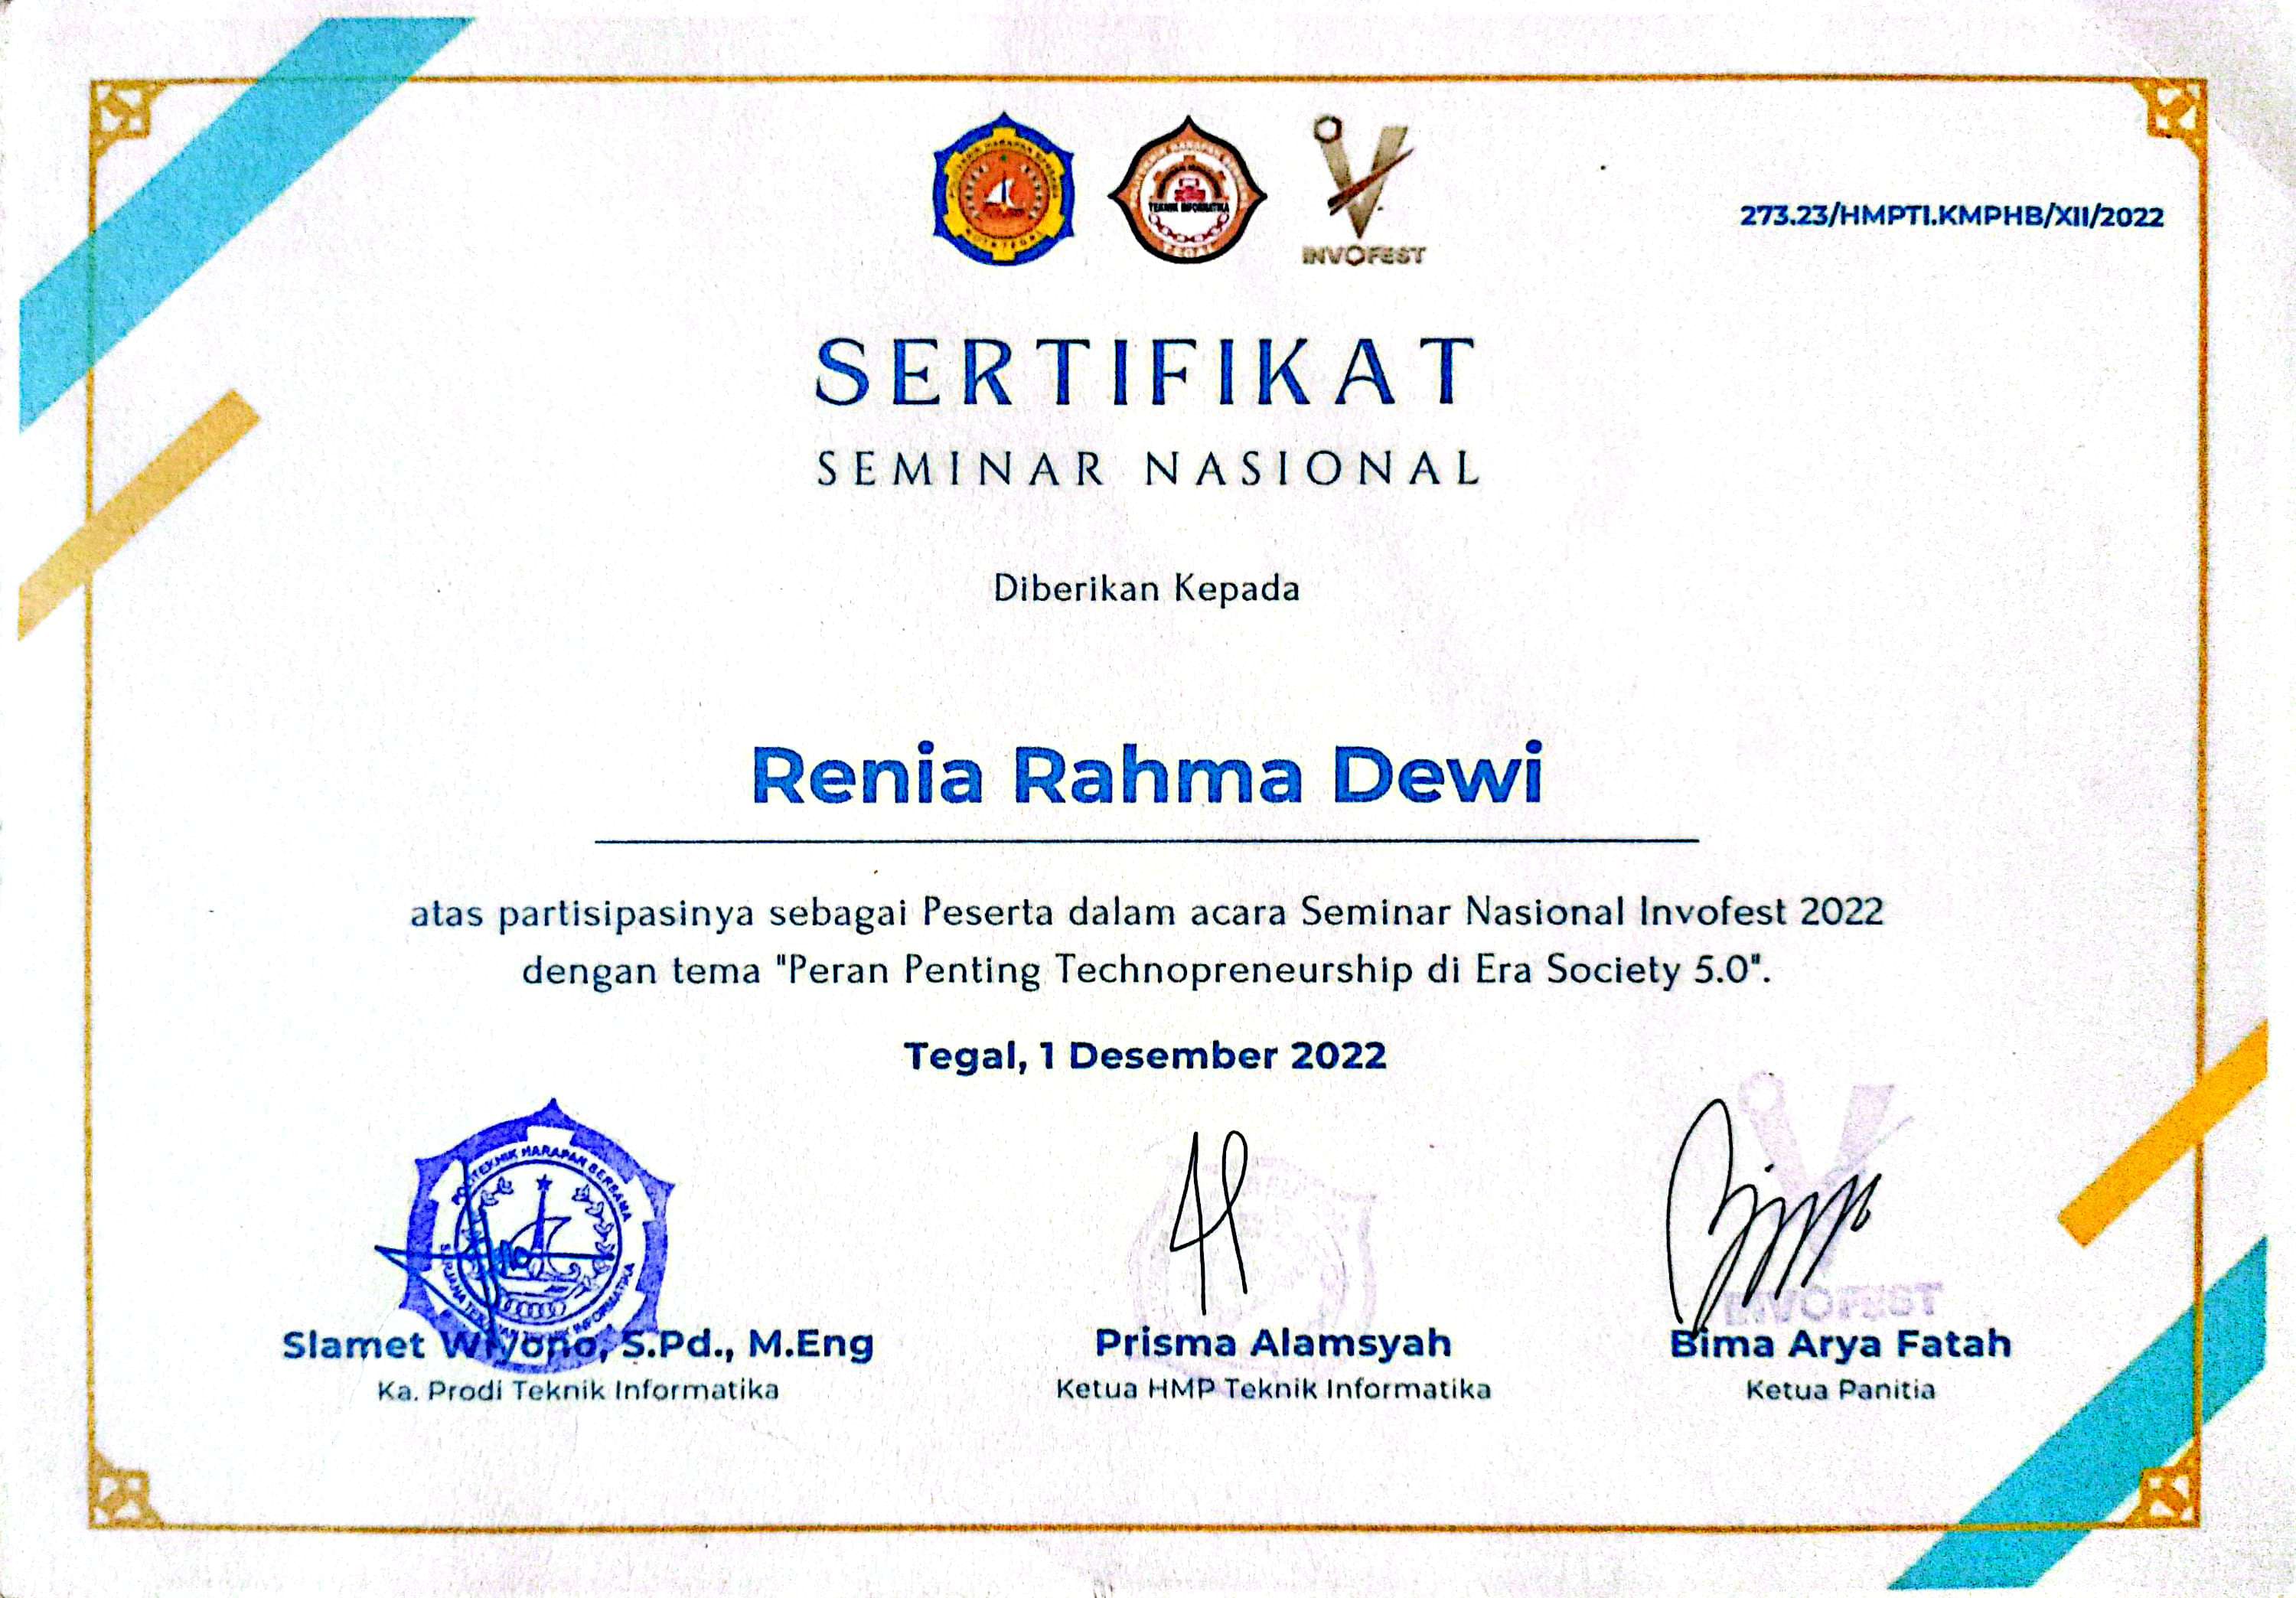 INVOFEST
273.23/HMPTI.KMPHB/XII/2022
SERTIFIKAT
SEMINAR NASIONAL
Diberikan Kepada
Renia Rahma Dewi
atas partisipasinya sebagai Peserta dalam acara Seminar Nasional Invofest 2022
dengan tema "Peran Penting Technopreneurship di Era Society 5.0".
Tegal, 1 Desember 2022
POLITEKNIK HARAPAN BERSAMA
Slamet Wiyono, S.Pd., M.Eng
Ka. Prodi Teknik Informatika
Prisma Alamsyah
Ketua HMP Teknik Informatika
Bima Arya Fatah
Ketua Panitia